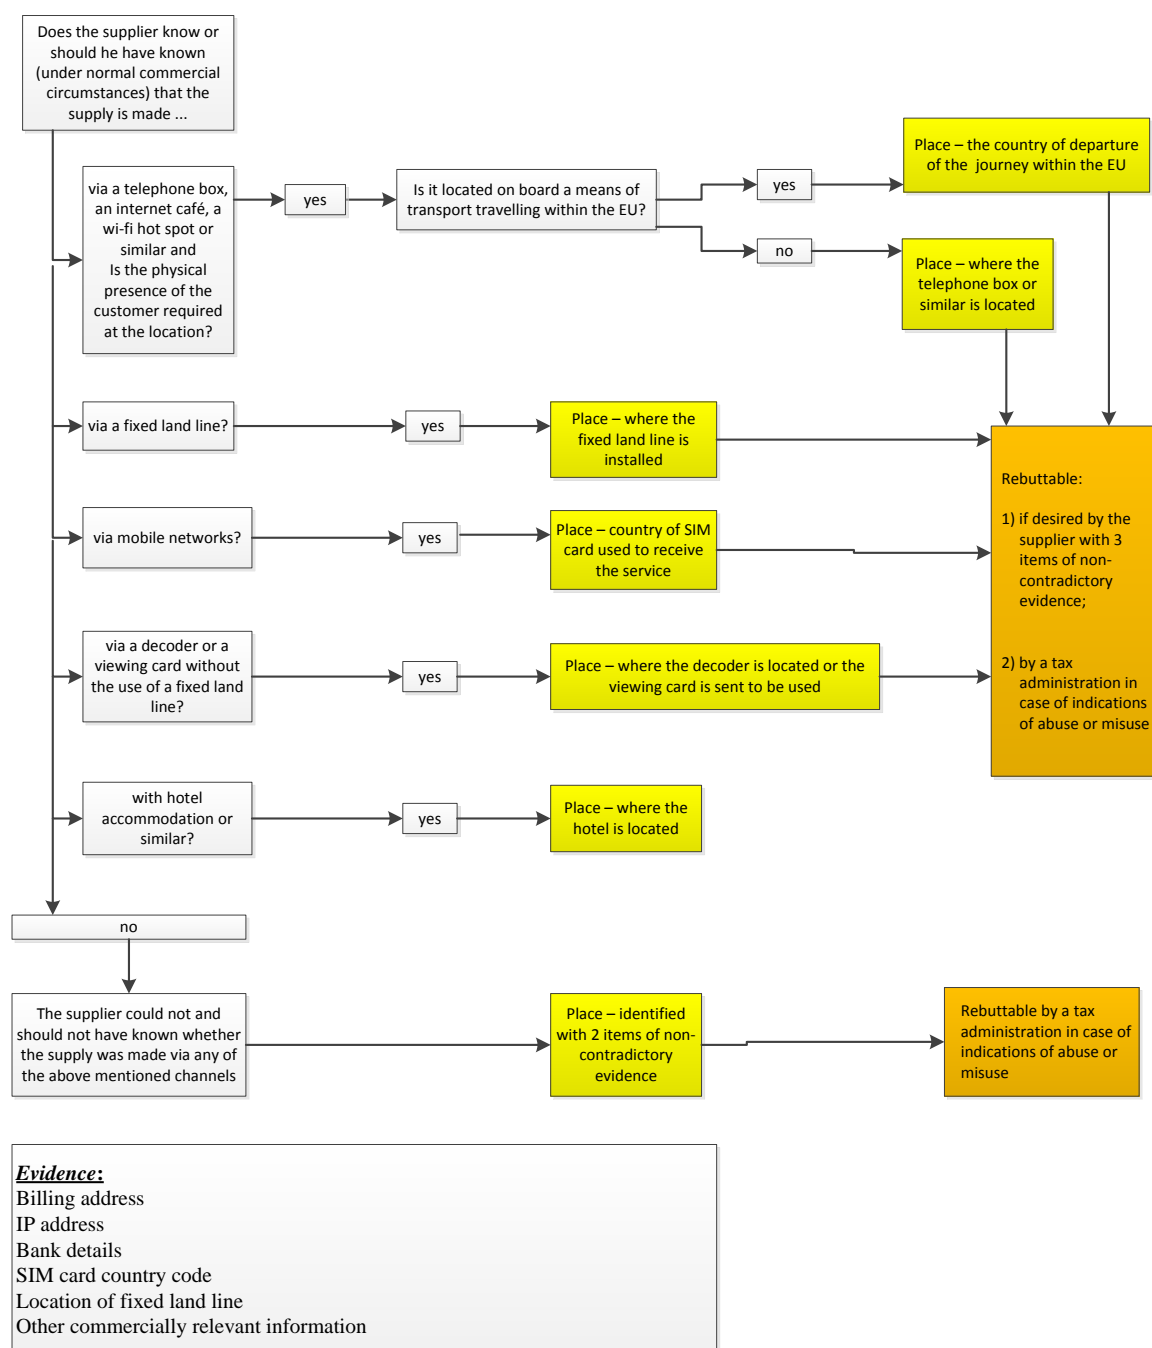 Does the supplier know or
should he have known
(under normal commercial
circumstances) that the
supply is made ...
via a telephone box,
an internet café, a
wi-fi hot spot or
similar and
Is the physical
presence of the
customer required
at the location?
yes
Is it located on board a means of
transport travelling within the EU?
yes
Place – the country of departure
of the journey within the EU
no
Place – where the
telephone box or
similar is located
via a fixed land line?
yes
Place – where the
fixed land line is
installed
via mobile networks?
yes
Place – country of SIM
card used to receive
the service
via a decoder or a
viewing card without
the use of a fixed land
line?
yes
Place – where the decoder is located or the
viewing card is sent to be used
Rebuttable:
1) if desired by the
supplier with 3
items of non-
contradictory
evidence;
2) by a tax
administration in
case of indications
of abuse or misuse
with hotel
accommodation or
similar?
yes
Place – where the
hotel is located
no
The supplier could not and
should not have known whether
the supply was made via any of
the above mentioned channels
Place – identified
with 2 items of non-
contradictory
evidence
Rebuttable by a tax
administration in case of
indications of abuse or
misuse
Evidence:
Billing address
IP address
Bank details
SIM card country code
Location of fixed land line
Other commercially relevant information